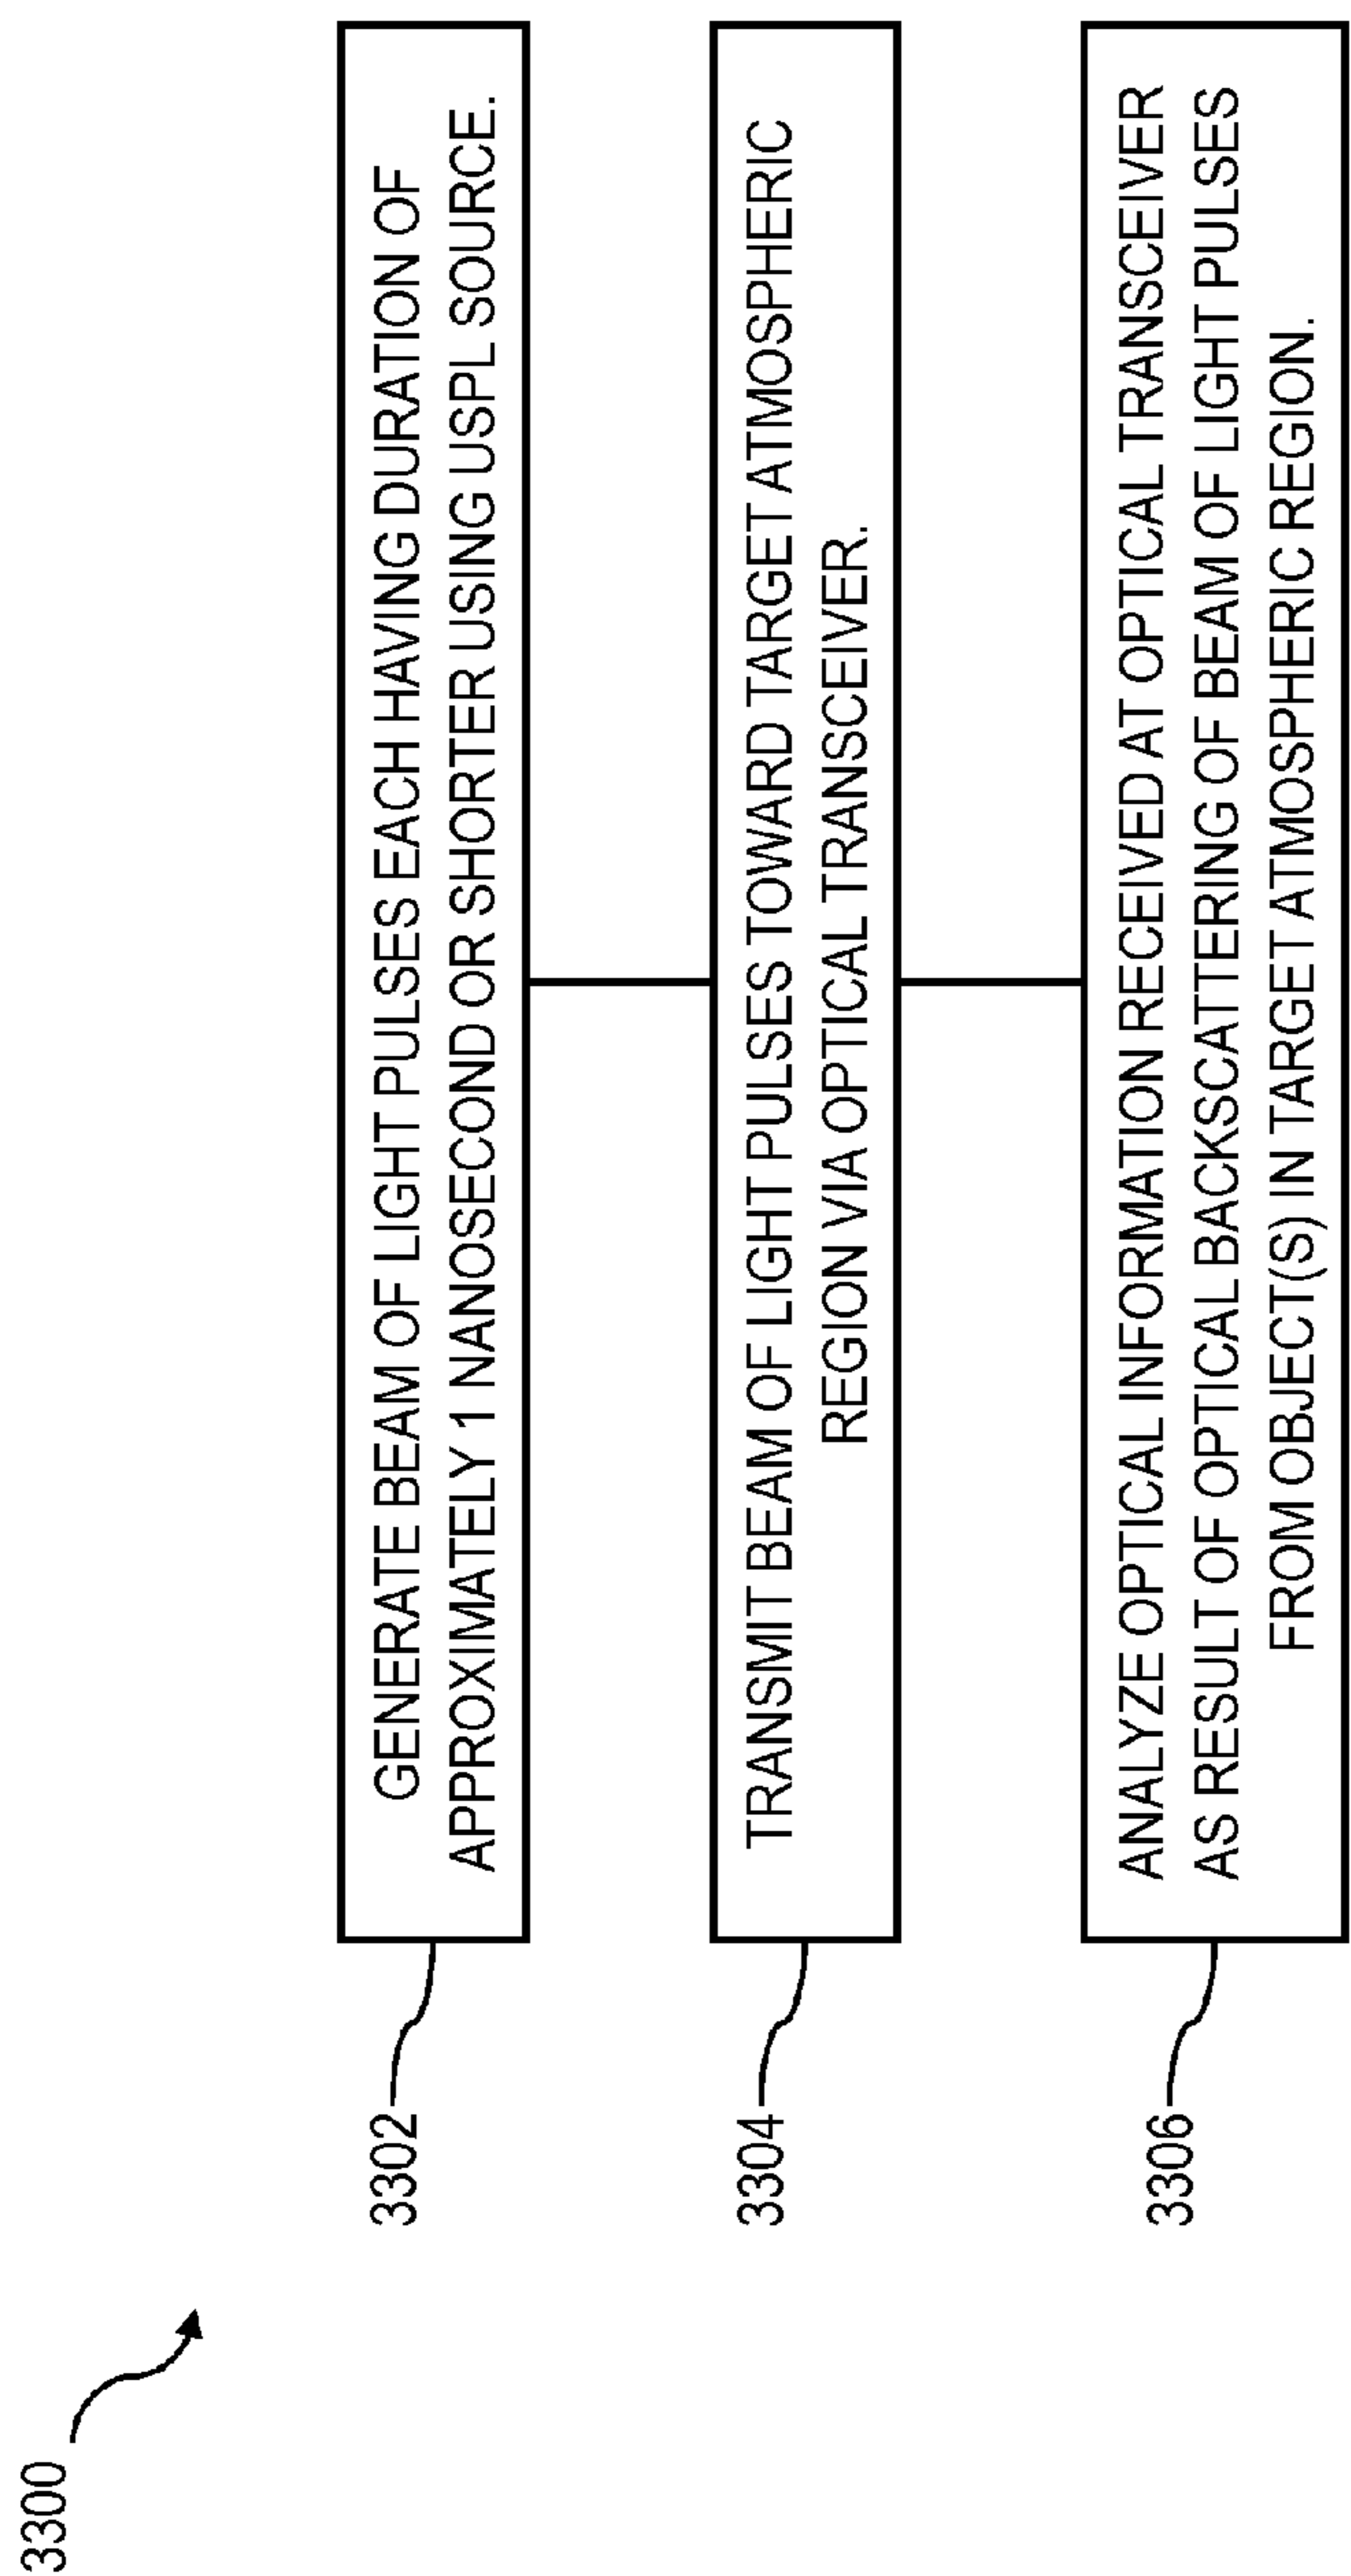 3300
3302
GENERATE BEAM OF LIGHT PULSES EACH HAVING DURATION OF
APPROXIMATELY 1 NANOSECOND OR SHORTER USING USPL SOURCE.
3304
TRANSMIT BEAM OF LIGHT PULSES TOWARD TARGET ATMOSPHERIC
REGION VIA OPTICAL TRANSCEIVER.
3306
ANALYZE OPTICAL INFORMATION RECEIVED AT OPTICAL TRANSCEIVER
AS RESULT OF OPTICAL BACKSCATTERING OF BEAM OF LIGHT PULSES
FROM OBJECT(S) IN TARGET ATMOSPHERIC REGION.